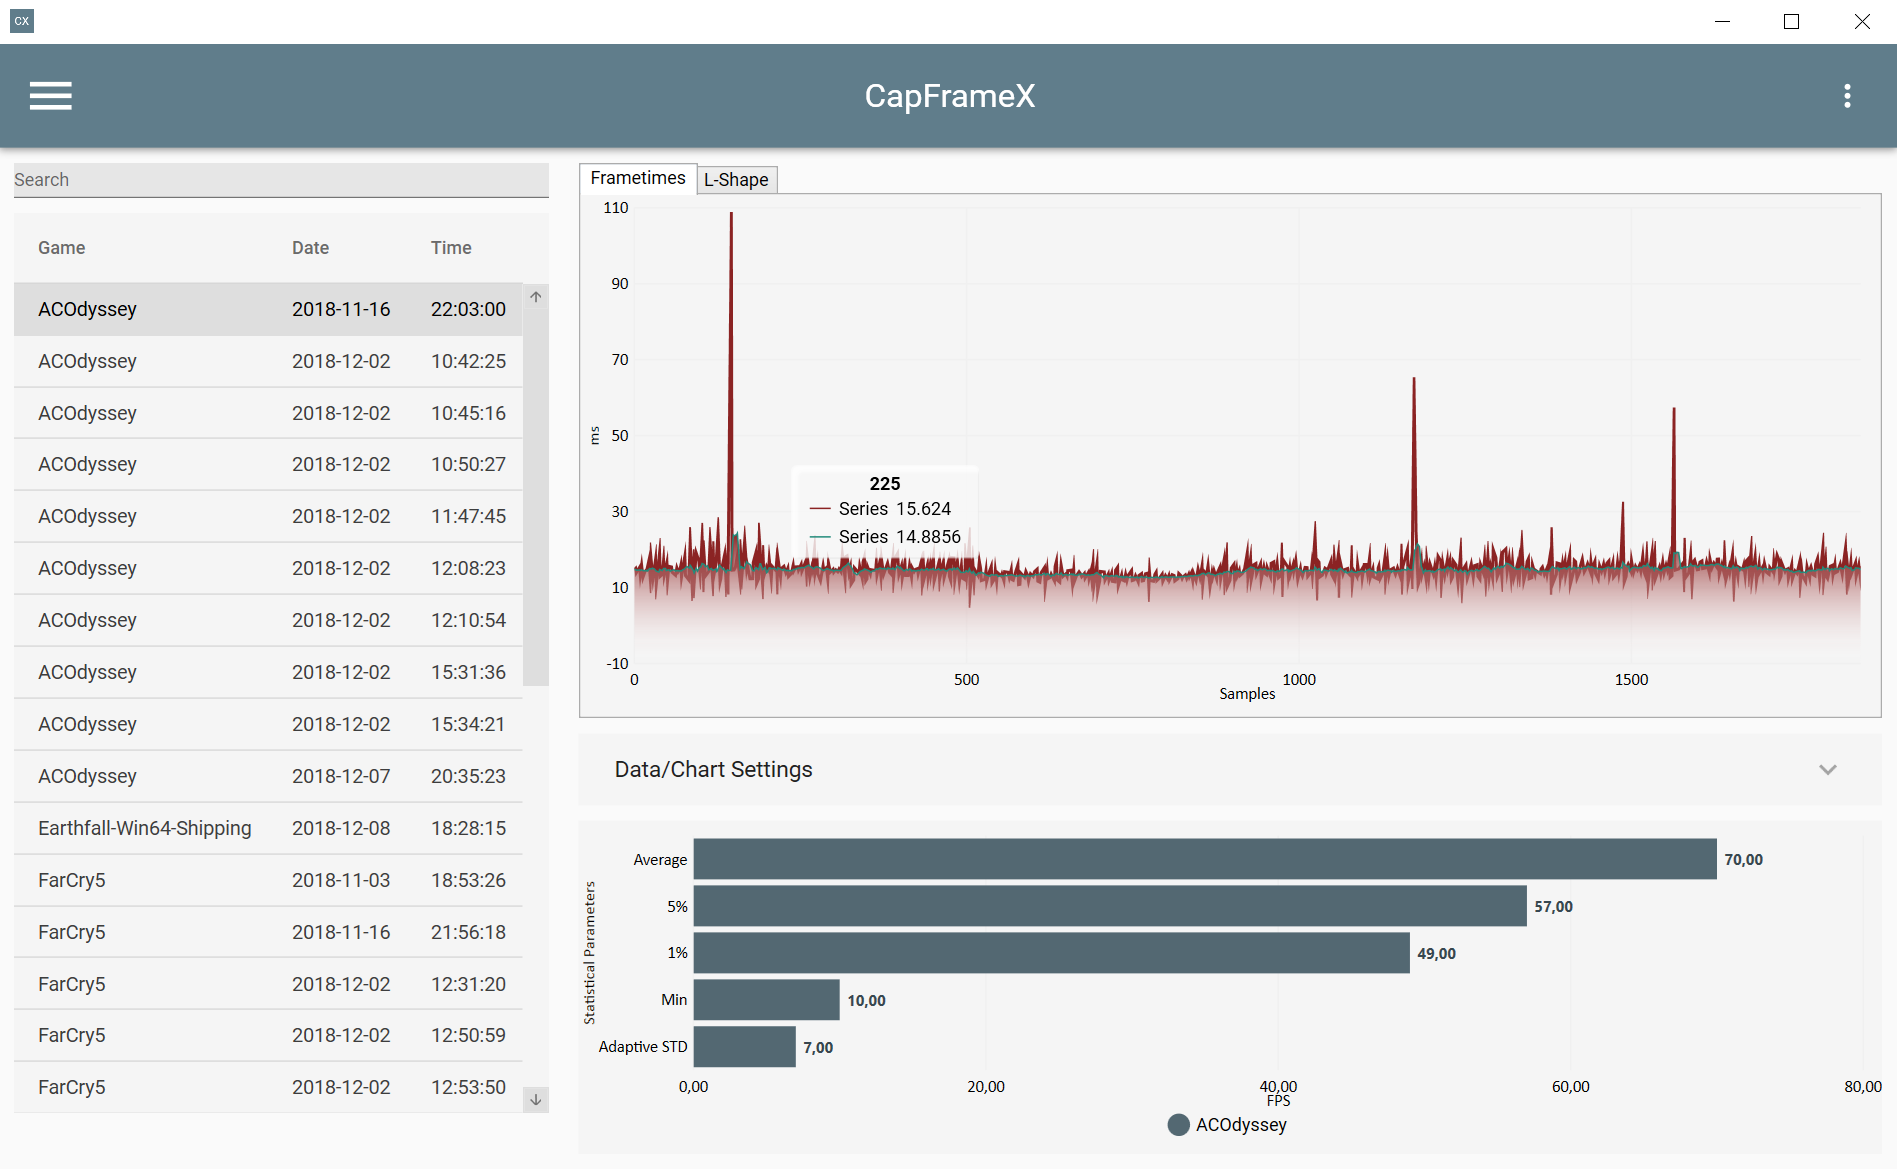 CX
CapFrameX
Search
Game Date Time
ACOdyssey 2018-11-16 22:03:00
ACOdyssey 2018-12-02 10:42:25
ACOdyssey 2018-12-02 10:45:16
ACOdyssey 2018-12-02 10:50:27
ACOdyssey 2018-12-02 11:47:45
ACOdyssey 2018-12-02 12:08:23
ACOdyssey 2018-12-02 12:10:54
ACOdyssey 2018-12-02 15:31:36
ACOdyssey 2018-12-02 15:34:21
ACOdyssey 2018-12-07 20:35:23
Earthfall-Win64-Shipping 2018-12-08 18:28:15
FarCry5 2018-11-03 18:53:26
FarCry5 2018-11-16 21:56:18
FarCry5 2018-12-02 12:31:20
FarCry5 2018-12-02 12:50:59
FarCry5 2018-12-02 12:53:50
Frametimes L-Shape
110
90
70
50
30
10
-10
ms
225
Series 15.624
Series 14.8856
0 500 1000 1500
Samples
Data/Chart Settings
Statistical Parameters
Average 70,00
5% 57,00
1% 49,00
Min 10,00
Adaptive STD 7,00
0,00 20,00 40,00 60,00 80,00
FPS
ACOdyssey